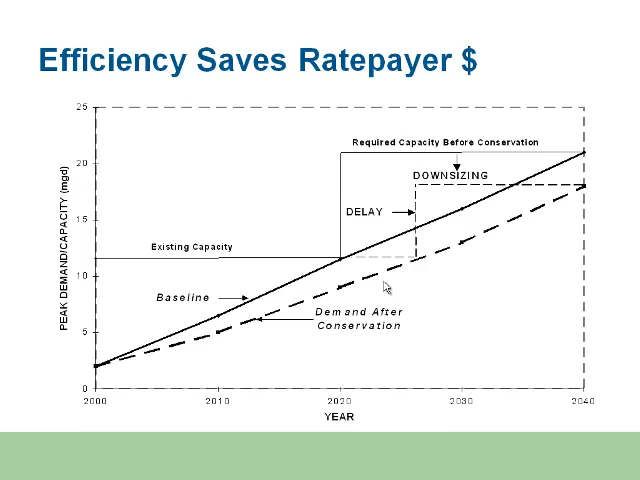 Efficiency Saves Ratepayer $
25
Required Capacity Before Conservation
20
DOWNSIZING
15
DELAY
Existing Capacity
10
Baseline
Demand After
Conservation
5
0
PEAK DEMAND/CAPACITY (mgd)
2000 2010 2020 2030 2040
YEAR